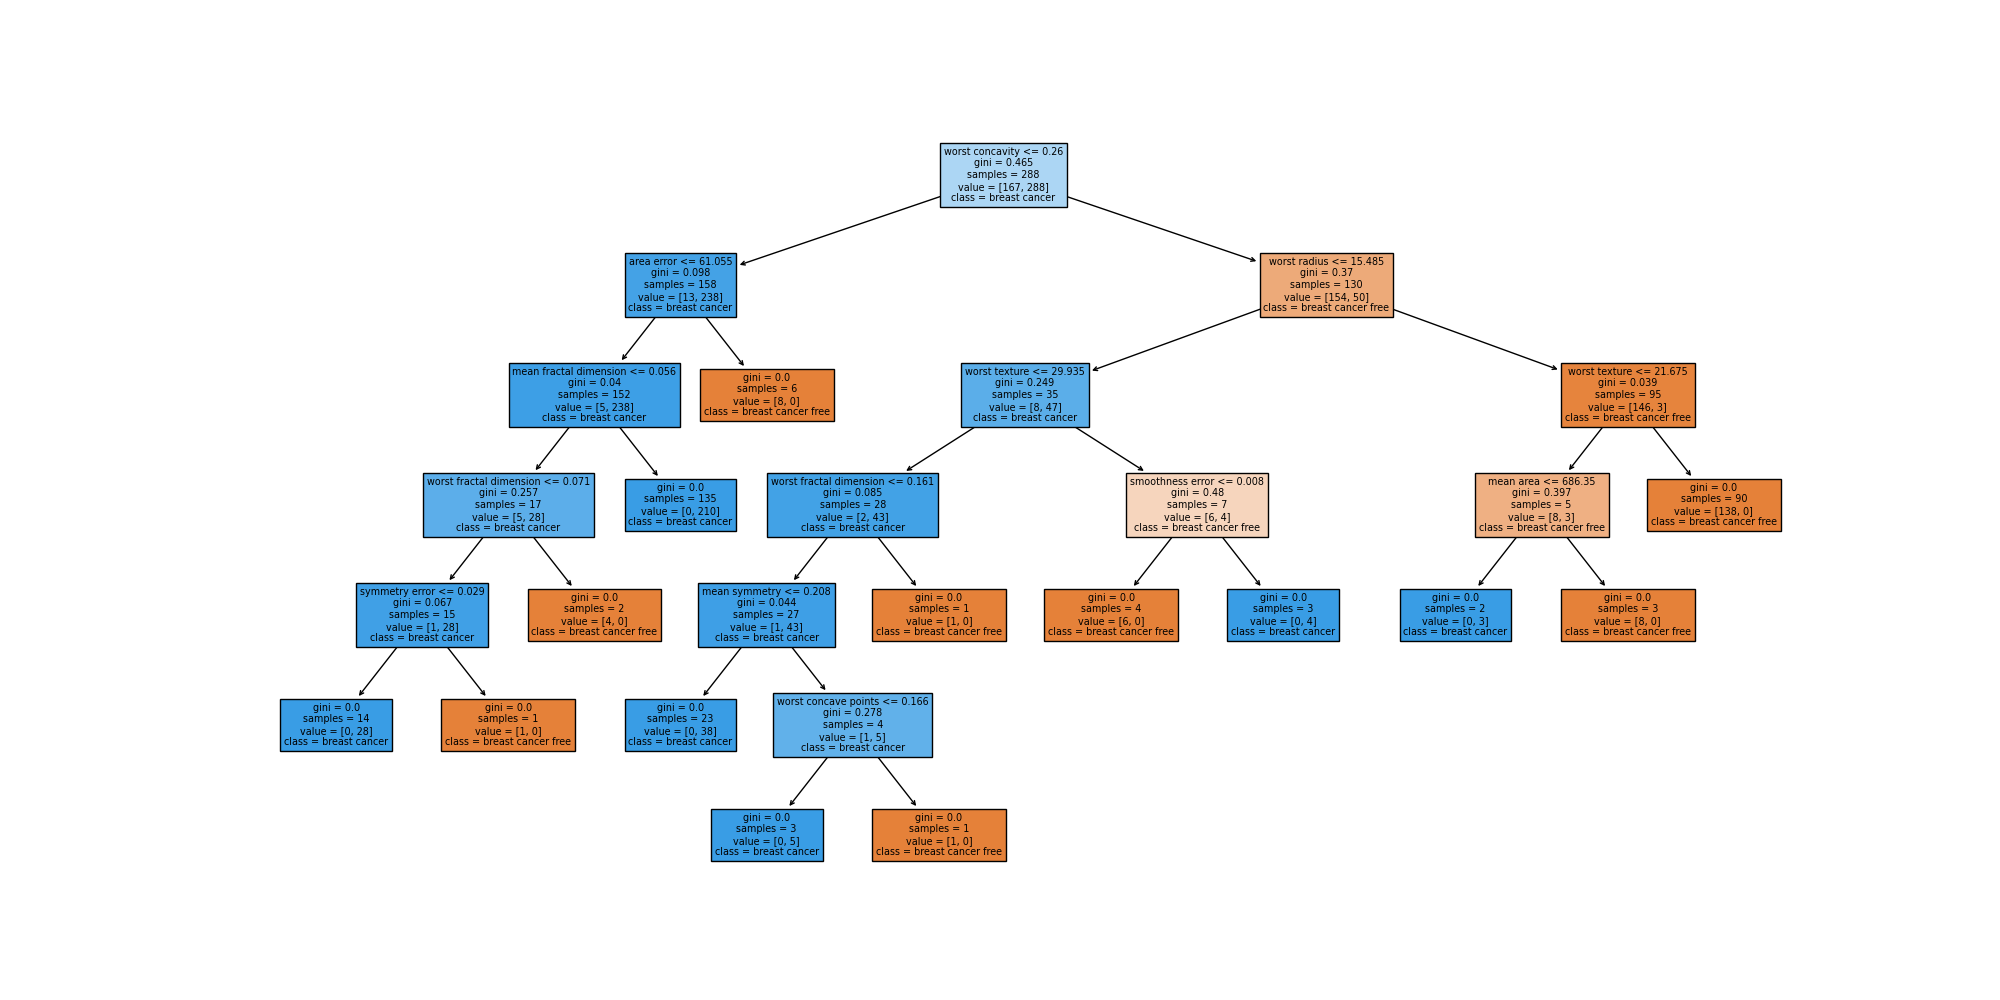 worst concavity <= 0.26
gini = 0.465
samples = 288
value = [167, 288]
class = breast cancer
area error <= 61.055
gini = 0.098
samples = 158
value = [13, 238]
class = breast cancer
worst radius <= 15.485
gini = 0.37
samples = 130
value = [154, 50]
class = breast cancer free
mean fractal dimension <= 0.056
gini = 0.04
samples = 152
value = [5, 238]
class = breast cancer
gini = 0.0
samples = 6
value = [8, 0]
class = breast cancer free
worst texture <= 29.935
gini = 0.249
samples = 35
value = [8, 47]
class = breast cancer
worst texture <= 21.675
gini = 0.039
samples = 95
value = [146, 3]
class = breast cancer free
worst fractal dimension <= 0.071
gini = 0.257
samples = 17
value = [5, 28]
class = breast cancer
gini = 0.0
samples = 135
value = [0, 210]
class = breast cancer
worst fractal dimension <= 0.161
gini = 0.085
samples = 28
value = [2, 43]
class = breast cancer
smoothness error <= 0.008
gini = 0.48
samples = 7
value = [6, 4]
class = breast cancer free
mean area <= 686.35
gini = 0.397
samples = 5
value = [8, 3]
class = breast cancer free
gini = 0.0
samples = 90
value = [138, 0]
class = breast cancer free
symmetry error <= 0.029
gini = 0.067
samples = 15
value = [1, 28]
class = breast cancer
gini = 0.0
samples = 2
value = [4, 0]
class = breast cancer free
mean symmetry <= 0.208
gini = 0.044
samples = 27
value = [1, 43]
class = breast cancer
gini = 0.0
samples = 1
value = [1, 0]
class = breast cancer free
gini = 0.0
samples = 4
value = [6, 0]
class = breast cancer free
gini = 0.0
samples = 3
value = [0, 4]
class = breast cancer
gini = 0.0
samples = 2
value = [0, 3]
class = breast cancer
gini = 0.0
samples = 3
value = [8, 0]
class = breast cancer free
gini = 0.0
samples = 14
value = [0, 28]
class = breast cancer
gini = 0.0
samples = 1
value = [1, 0]
class = breast cancer free
gini = 0.0
samples = 23
value = [0, 38]
class = breast cancer
worst concave points <= 0.166
gini = 0.278
samples = 4
value = [1, 5]
class = breast cancer
gini = 0.0
samples = 3
value = [0, 5]
class = breast cancer
gini = 0.0
samples = 1
value = [1, 0]
class = breast cancer free